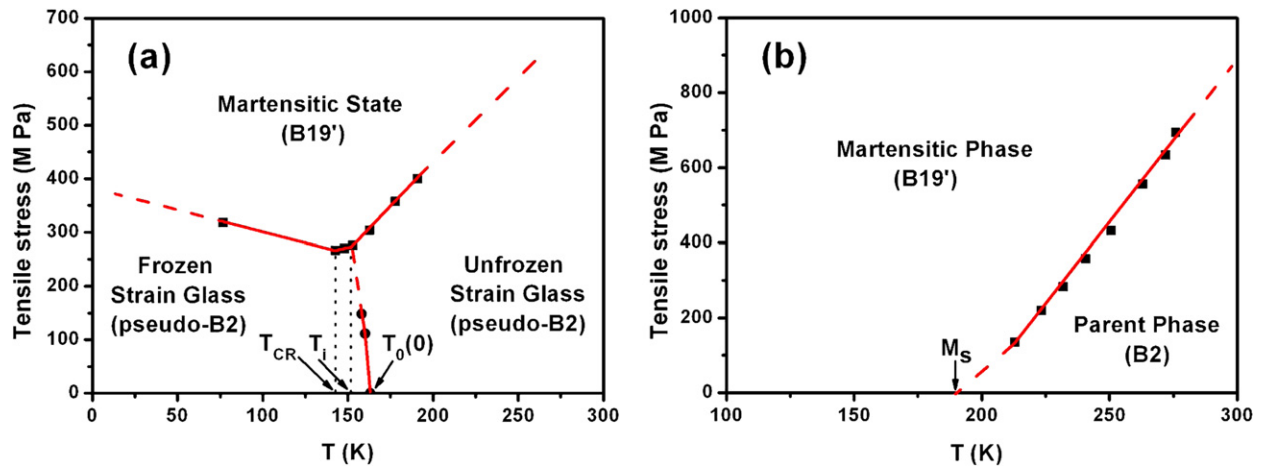 (a)
Tensile stress (M Pa)
700
600
500
400
300
200
100
0
Martensitic State
(B19')
Frozen
Strain Glass
(pseudo-B2)
Unfrozen
Strain Glass
(pseudo-B2)
T_CR T_i T_0(0)
0 50 100 150 200 250 300
T (K)
(b)
Tensile stress (M Pa)
1000
800
600
400
200
0
Martensitic Phase
(B19')
Parent Phase
(B2)
M_S
100 150 200 250 300
T (K)